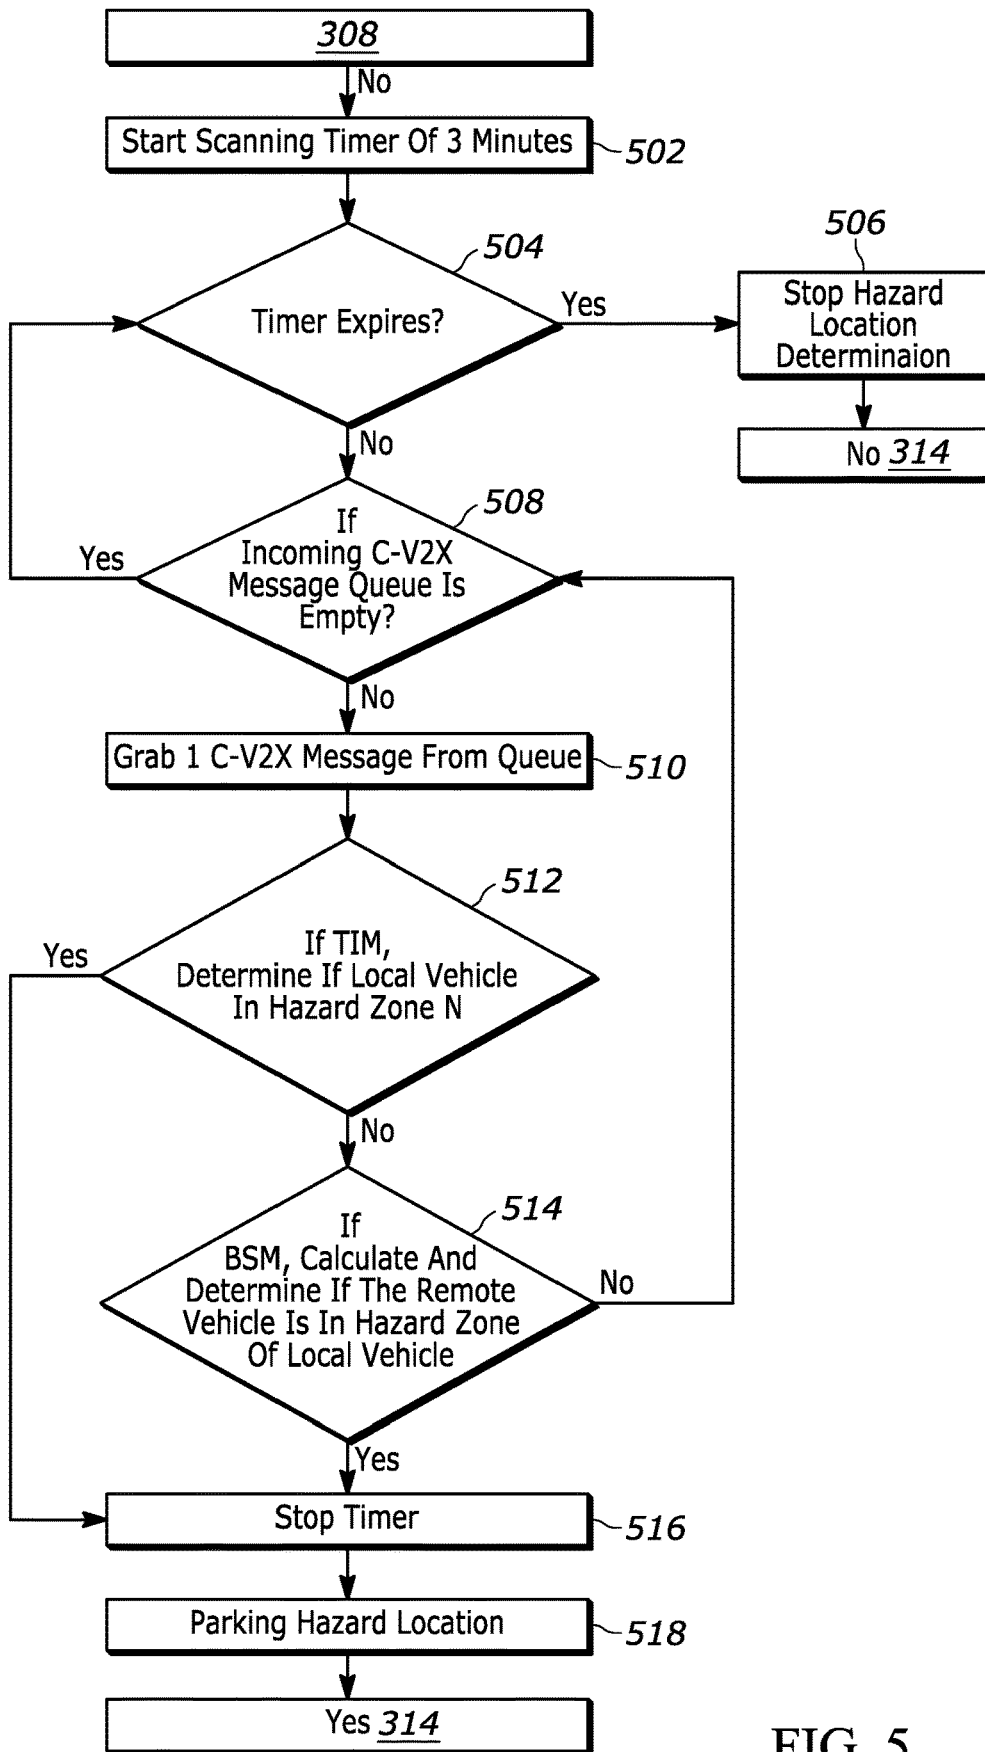 308
No
Start Scanning Timer Of 3 Minutes
502
504
Timer Expires?
Yes
506
Stop Hazard
Location
Determinaion
No 314
No
508
If
Incoming C-V2X
Message Queue Is
Empty?
Yes
No
Grab 1 C-V2X Message From Queue
510
512
If TIM,
Determine If Local Vehicle
In Hazard Zone N
Yes
No
514
If
BSM, Calculate And
Determine If The Remote
Vehicle Is In Hazard Zone
Of Local Vehicle
No
Yes
Stop Timer
516
Parking Hazard Location
518
Yes 314
FIG. 5